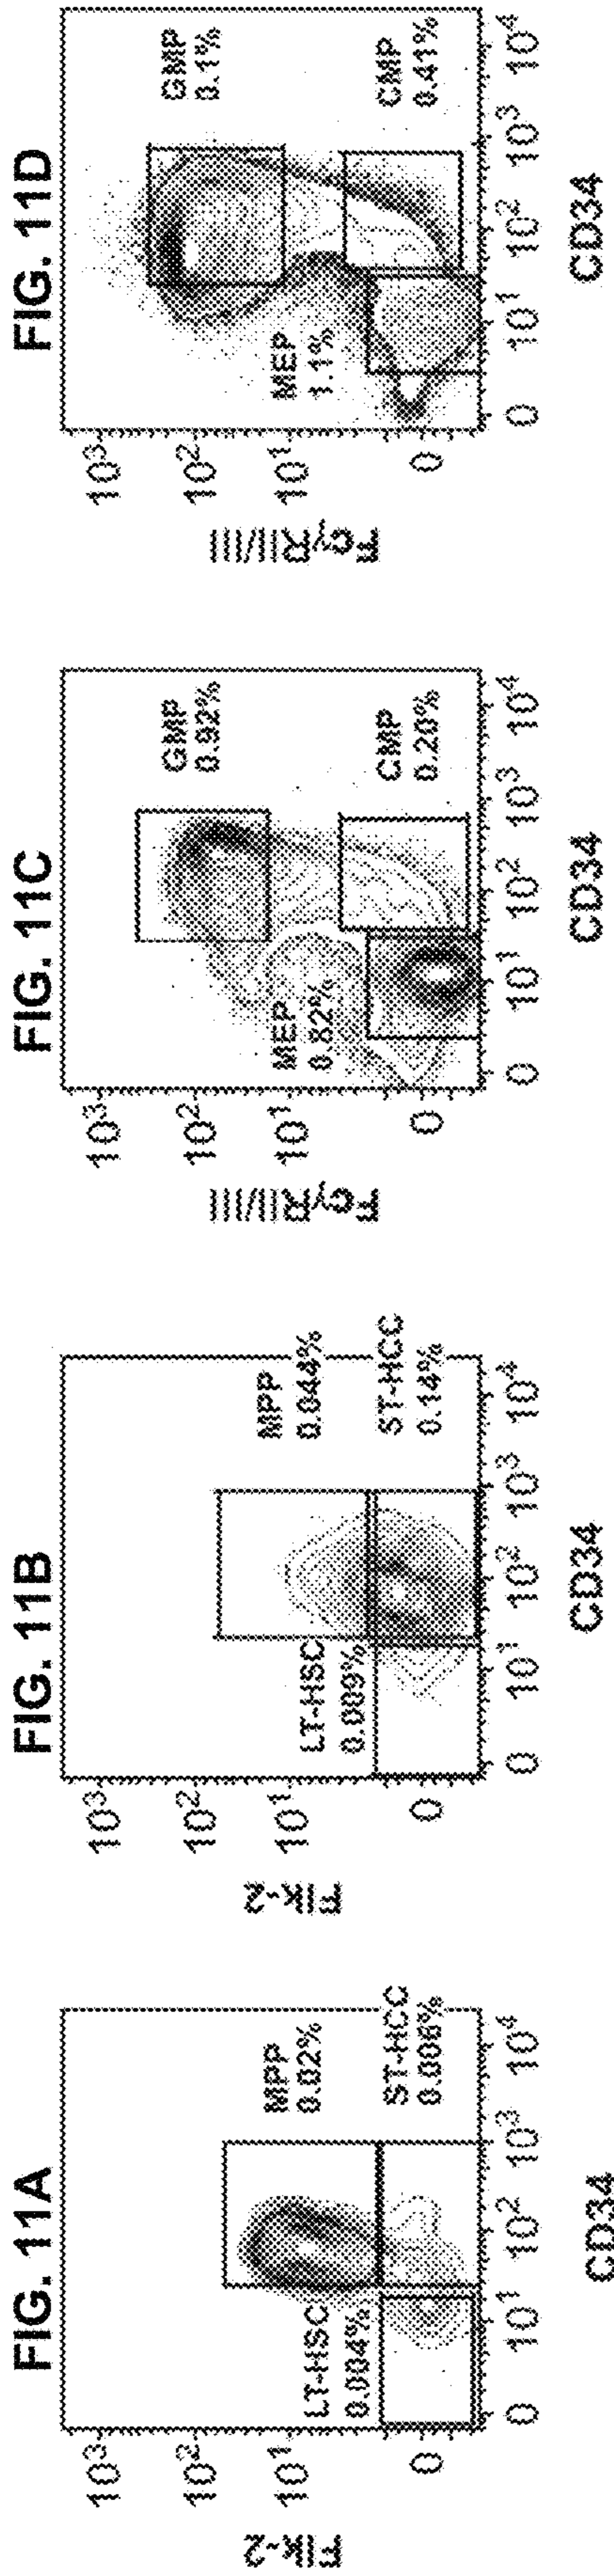 FIG. 11A
Flk-2
10³
10²
10¹
0
LT-HSC
0.004%
MPP
0.02%
ST-HCC
0.006%
0 10¹ 10² 10³ 10⁴
CD34
FIG. 11B
Flk-2
10³
10²
10¹
0
LT-HSC
0.009%
MPP
0.044%
ST-HCC
0.14%
0 10¹ 10² 10³ 10⁴
CD34
FIG. 11C
FcγRII/III
10³
10²
10¹
0
MEP
0.82%
GMP
0.92%
CMP
0.20%
0 10¹ 10² 10³ 10⁴
CD34
FIG. 11D
FcγRII/III
10³
10²
10¹
0
MEP
1.1%
GMP
0.1%
CMP
0.41%
0 10¹ 10² 10³ 10⁴
CD34